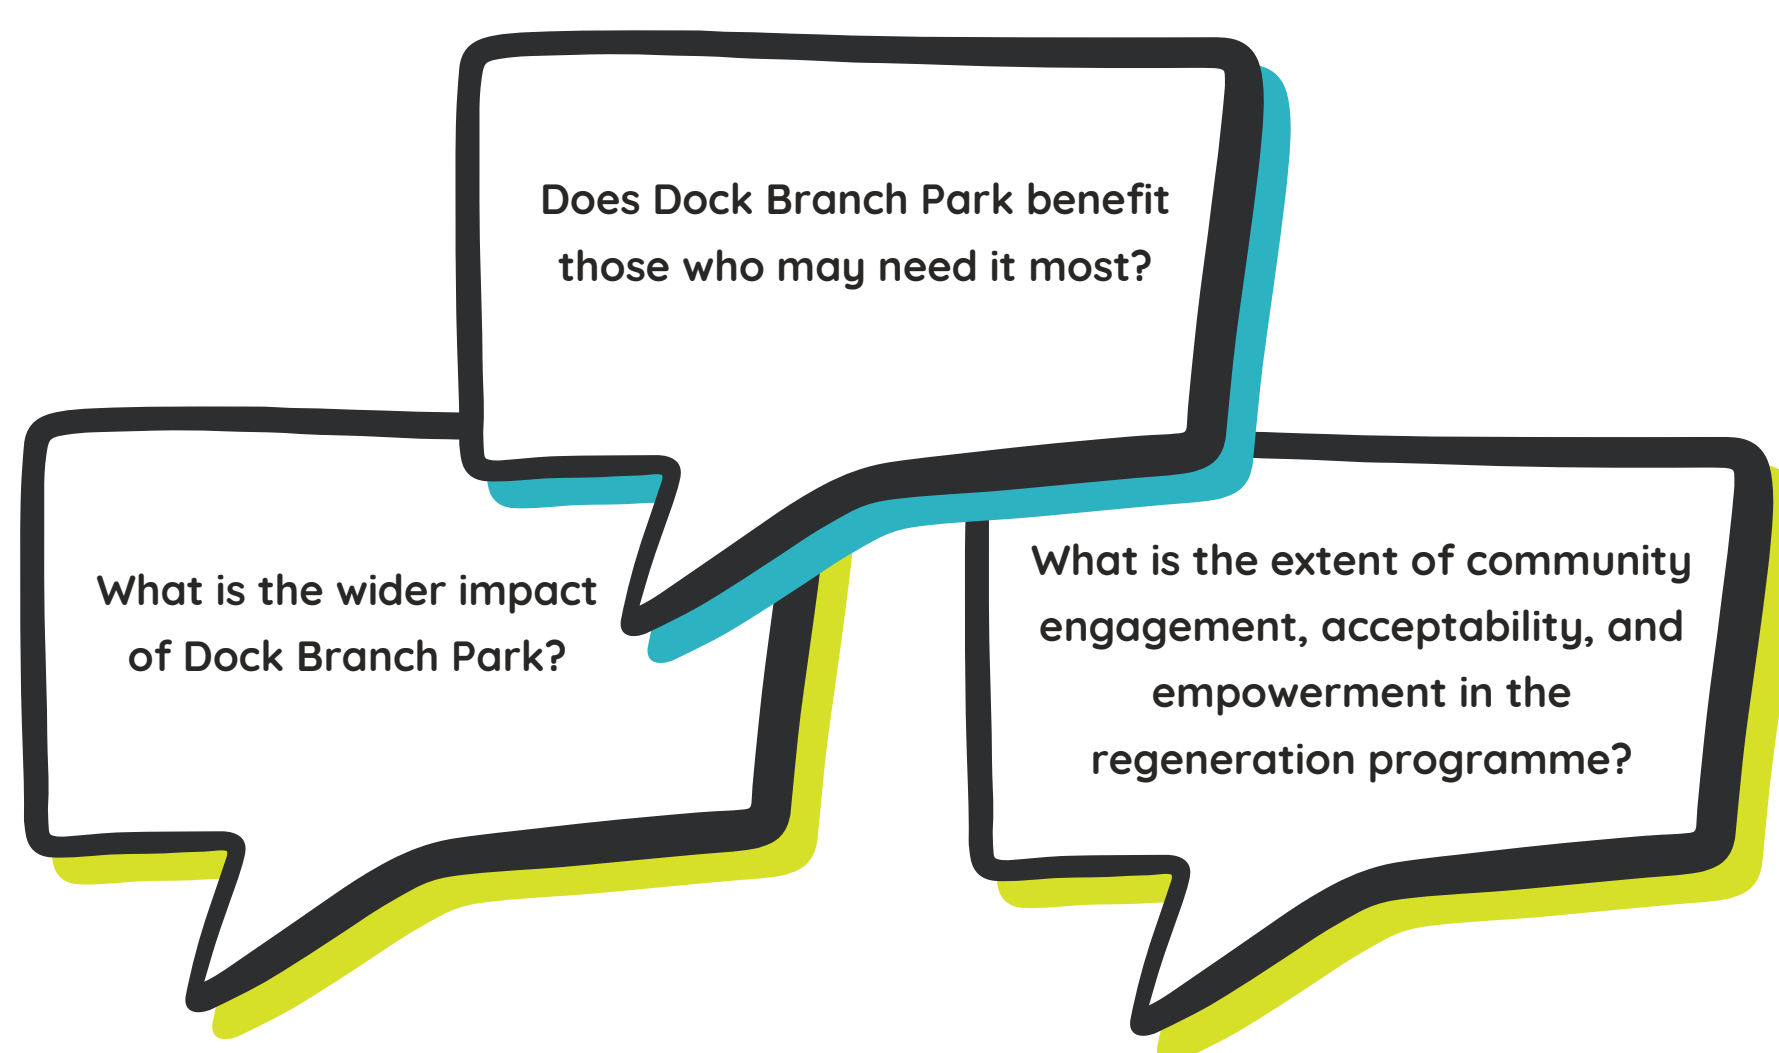 Does Dock Branch Park benefit
those who may need it most?
What is the wider impact
of Dock Branch Park?
What is the extent of community
engagement, acceptability, and
empowerment in the
regeneration programme?